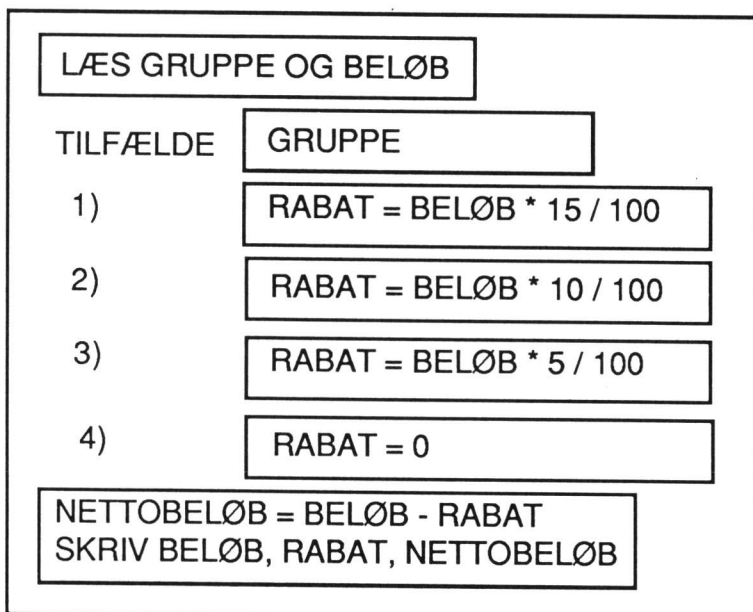 LÆS GRUPPE OG BELØB
TILFÆLDE GRUPPE
1) RABAT = BELØB * 15 / 100
2) RABAT = BELØB * 10 / 100
3) RABAT = BELØB * 5 / 100
4) RABAT = 0
NETTOBELØB = BELØB - RABAT
SKRIV BELØB, RABAT, NETTOBELØB